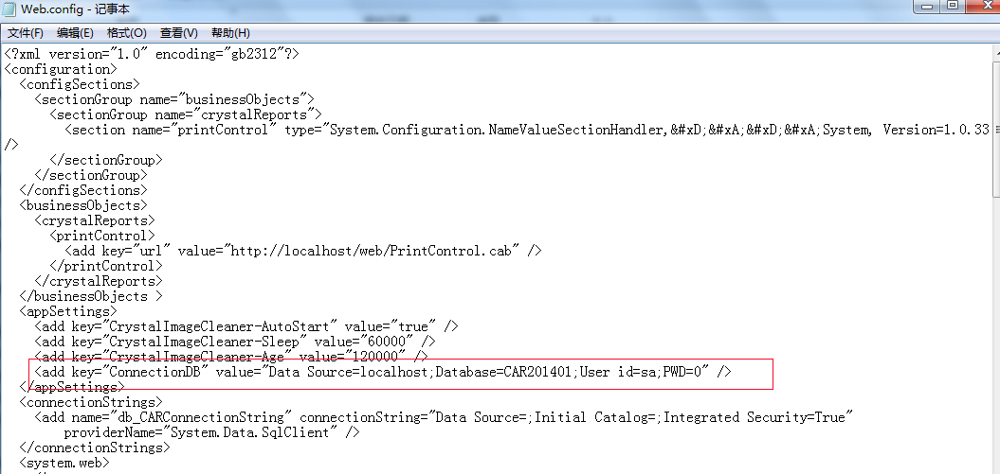 Web.config - 记事本
文件(F) 编辑(E) 格式(O) 查看(V) 帮助(H)
<?xml version="1.0" encoding="gb2312"?>
<configuration>
<configSections>
<sectionGroup name="businessObjects">
<sectionGroup name="crystalReports">
<section name="printControl" type="System.Configuration.NameValueSectionHandler,&#xD;&#xA;&#xD;&#xA;System, Version=1.0.33
/>
</sectionGroup>
</sectionGroup>
</configSections>
<businessObjects>
<crystalReports>
<printControl>
<add key="url" value="http://localhost/web/PrintControl.cab" />
</printControl>
</crystalReports>
</businessObjects >
<appSettings>
<add key="CrystalImageCleaner-AutoStart" value="true" />
<add key="CrystalImageCleaner-Sleep" value="60000" />
<add key="CrystalImageCleaner-Age" value="120000" />
<add key="ConnectionDB" value="Data Source=localhost;Database=CAR201401;User id=sa;PWD=0" />
</appSettings>
<connectionStrings>
<add name="db_CARConnectionString" connectionString="Data Source=;Initial Catalog=;Integrated Security=True"
providerName="System.Data.SqlClient" />
</connectionStrings>
<system.web>